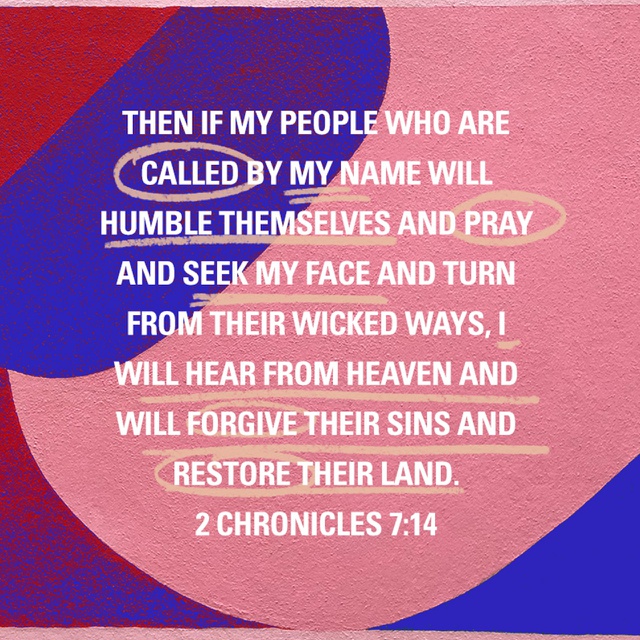 THEN IF MY PEOPLE WHO ARE
CALLED BY MY NAME WILL
HUMBLE THEMSELVES AND PRAY
AND SEEK MY FACE AND TURN
FROM THEIR WICKED WAYS, I
WILL HEAR FROM HEAVEN AND
WILL FORGIVE THEIR SINS AND
RESTORE THEIR LAND.
2 CHRONICLES 7:14